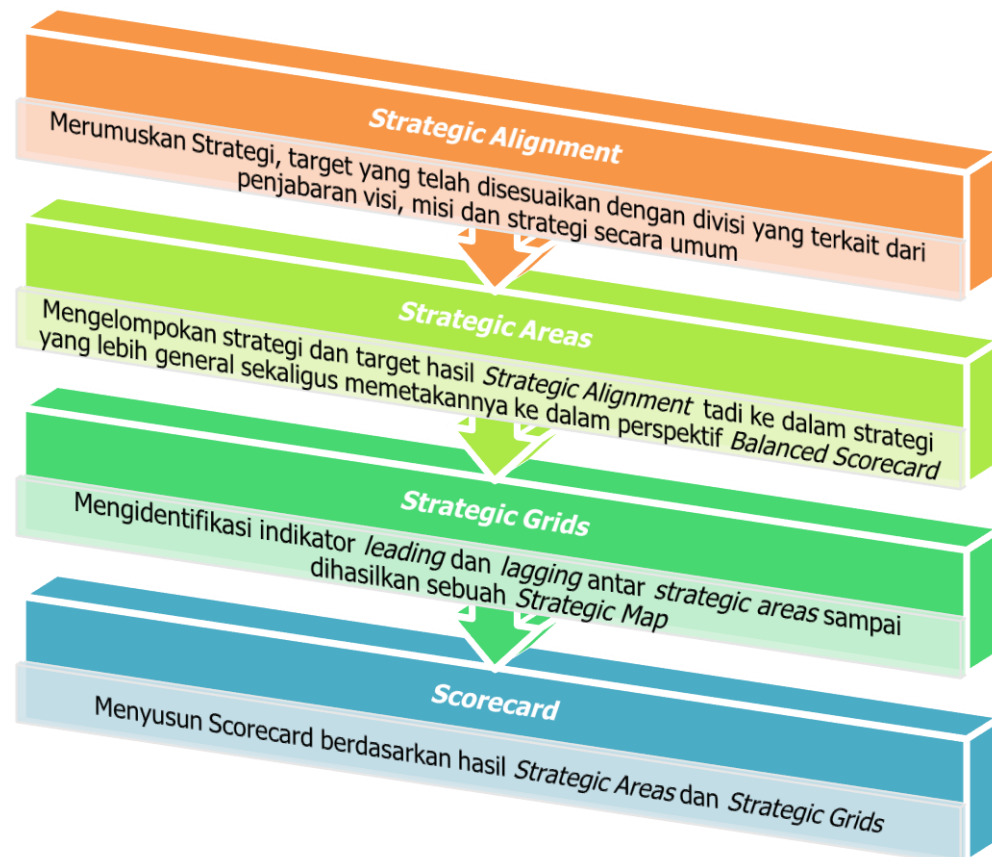 Strategic Alignment
Merumuskan Strategi, target yang telah disesuaikan dengan divisi yang terkait dari
penjabaran visi, misi dan strategi secara umum
Strategic Areas
Mengelompokan strategi dan target hasil Strategic Alignment tadi ke dalam strategi
yang lebih general sekaligus memetakannya ke dalam perspektif Balanced Scorecard
Strategic Grids
Mengidentifikasi indikator leading dan lagging antar strategic areas sampai
dihasilkan sebuah Strategic Map
Scorecard
Menyusun Scorecard berdasarkan hasil Strategic Areas dan Strategic Grids